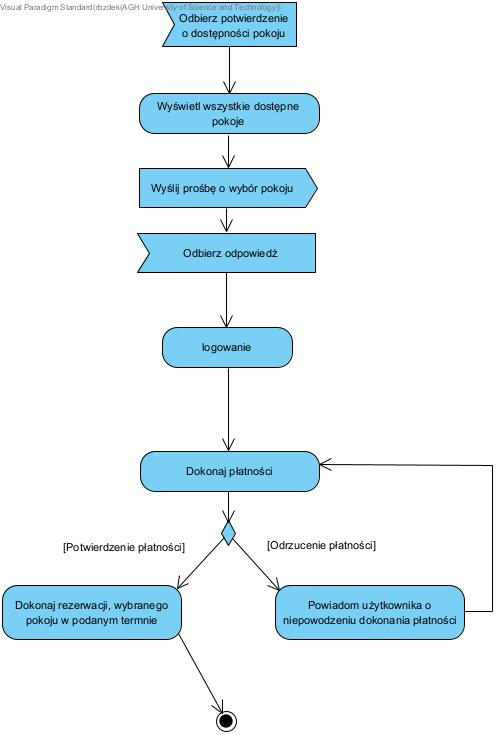 Visual Paradigm Standard(rbzdek(AGH University of Science and Technology))
Odbierz potwierdzenie
o dostępności pokoju
Wyświetl wszystkie dostępne
pokoje
Wyślij prośbę o wybór pokoju
Odbierz odpowiedź
logowanie
Dokonaj płatności
[Potwierdzenie płatności]
[Odrzucenie płatności]
Dokonaj rezerwacji, wybranego
pokoju w podanym termnie
Powiadom użytkownika o
niepowodzeniu dokonania płatności